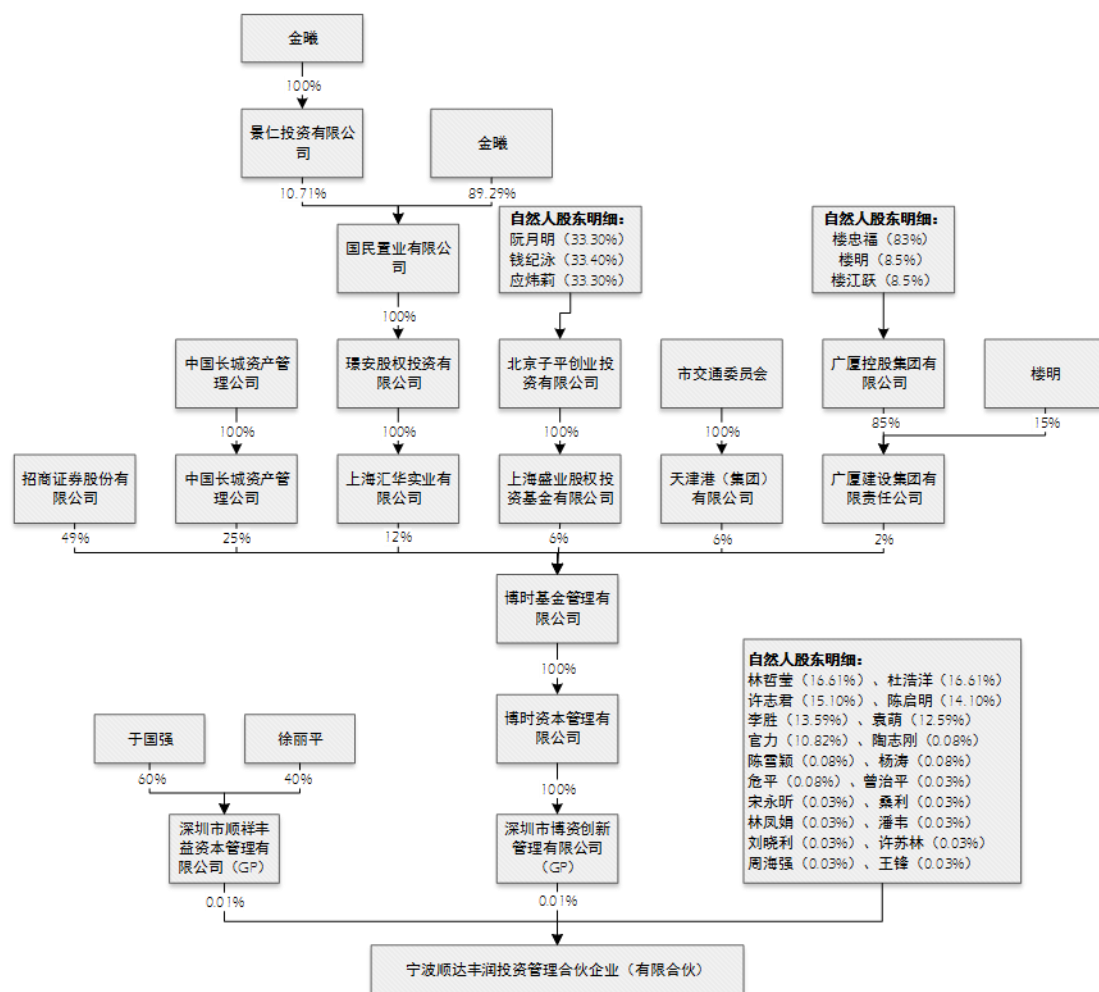 金曦
100%
景仁投资有限公
司
金曦
10.71%
89.29%
自然人股东明细：
阮月明（33.30%）
钱纪泳（33.40%）
应炜莉（33.30%）
自然人股东明细：
楼忠福（83%）
楼明（8.5%）
楼江跃（8.5%）
国民置业有限公
司
100%
中国长城资产管
理公司
璟安股权投资有
限公司
北京子平创业投
资有限公司
市交通委员会
广厦控股集团有
限公司
楼明
100%
100%
100%
100%
85%
15%
招商证券股份有
限公司
中国长城资产管
理公司
上海汇华实业有
限公司
上海盛业股权投
资基金有限公司
天津港（集团）
有限公司
广厦建设集团有
限责任公司
49%
25%
12%
6%
6%
2%
博时基金管理有
限公司
100%
博时资本管理有
限公司
100%
于国强
徐丽平
60%
40%
深圳市顺祥丰
益资本管理有
限公司（GP）
深圳市博资创新
管理有限公司
（GP）
自然人股东明细：
林哲莹（16.61%）、杜浩洋（16.61%）
许志君（15.10%）、陈启明（14.10%）
李胜（13.59%）、袁萌（12.59%）
官力（10.82%）、陶志刚（0.08%）
陈雪颖（0.08%）、杨涛（0.08%）
危平（0.08%）、曾治平（0.03%）
宋永昕（0.03%）、桑利（0.03%）
林凤娟（0.03%）、潘韦（0.03%）
刘晓利（0.03%）、许苏林（0.03%）
周海强（0.03%）、王锋（0.03%）
0.01%
0.01%
宁波顺达丰润投资管理合伙企业（有限合伙）